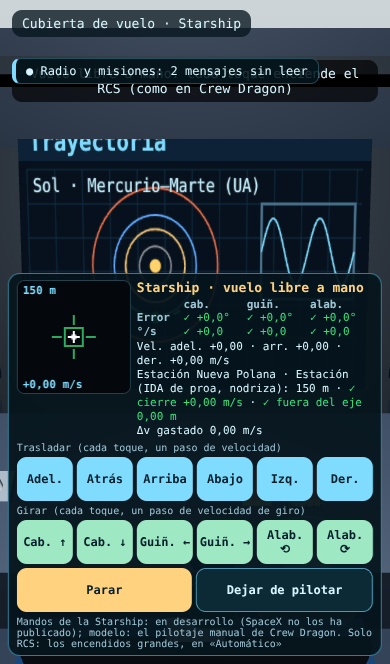 Cubierta de vuelo · Starship
● Radio y misiones: 2 mensajes sin leer
de el
RCS (como en Crew Dragon)
Trayectoria
Sol · Mercurio—Marte (UA)
150 m
+0,00 m/s
Starship · vuelo libre a mano
cab. guiñ. alab.
Error ✓ +0,0° ✓ +0,0° ✓ +0,0°
°/s ✓ +0,0 ✓ +0,0 ✓ +0,0
Vel. adel. +0,00 · arr. +0,00 ·
der. +0,00 m/s
Estación Nueva Polana · Estación
(IDA de proa, nodriza): 150 m · ✓
cierre +0,00 m/s · ✓ fuera del eje
0,00 m
Δv gastado 0,00 m/s
Trasladar (cada toque, un paso de velocidad)
Adel. Atrás Arriba Abajo Izq. Der.
Girar (cada toque, un paso de velocidad de giro)
Cab. ↑ Cab. ↓ Guiñ. ← Guiñ. → Alab. ⟲ Alab. ⟳
Parar Dejar de pilotar
Mandos de la Starship: en desarrollo (SpaceX no los ha
publicado); modelo: el pilotaje manual de Crew Dragon. Solo
RCS: los encendidos grandes, en «Automático»